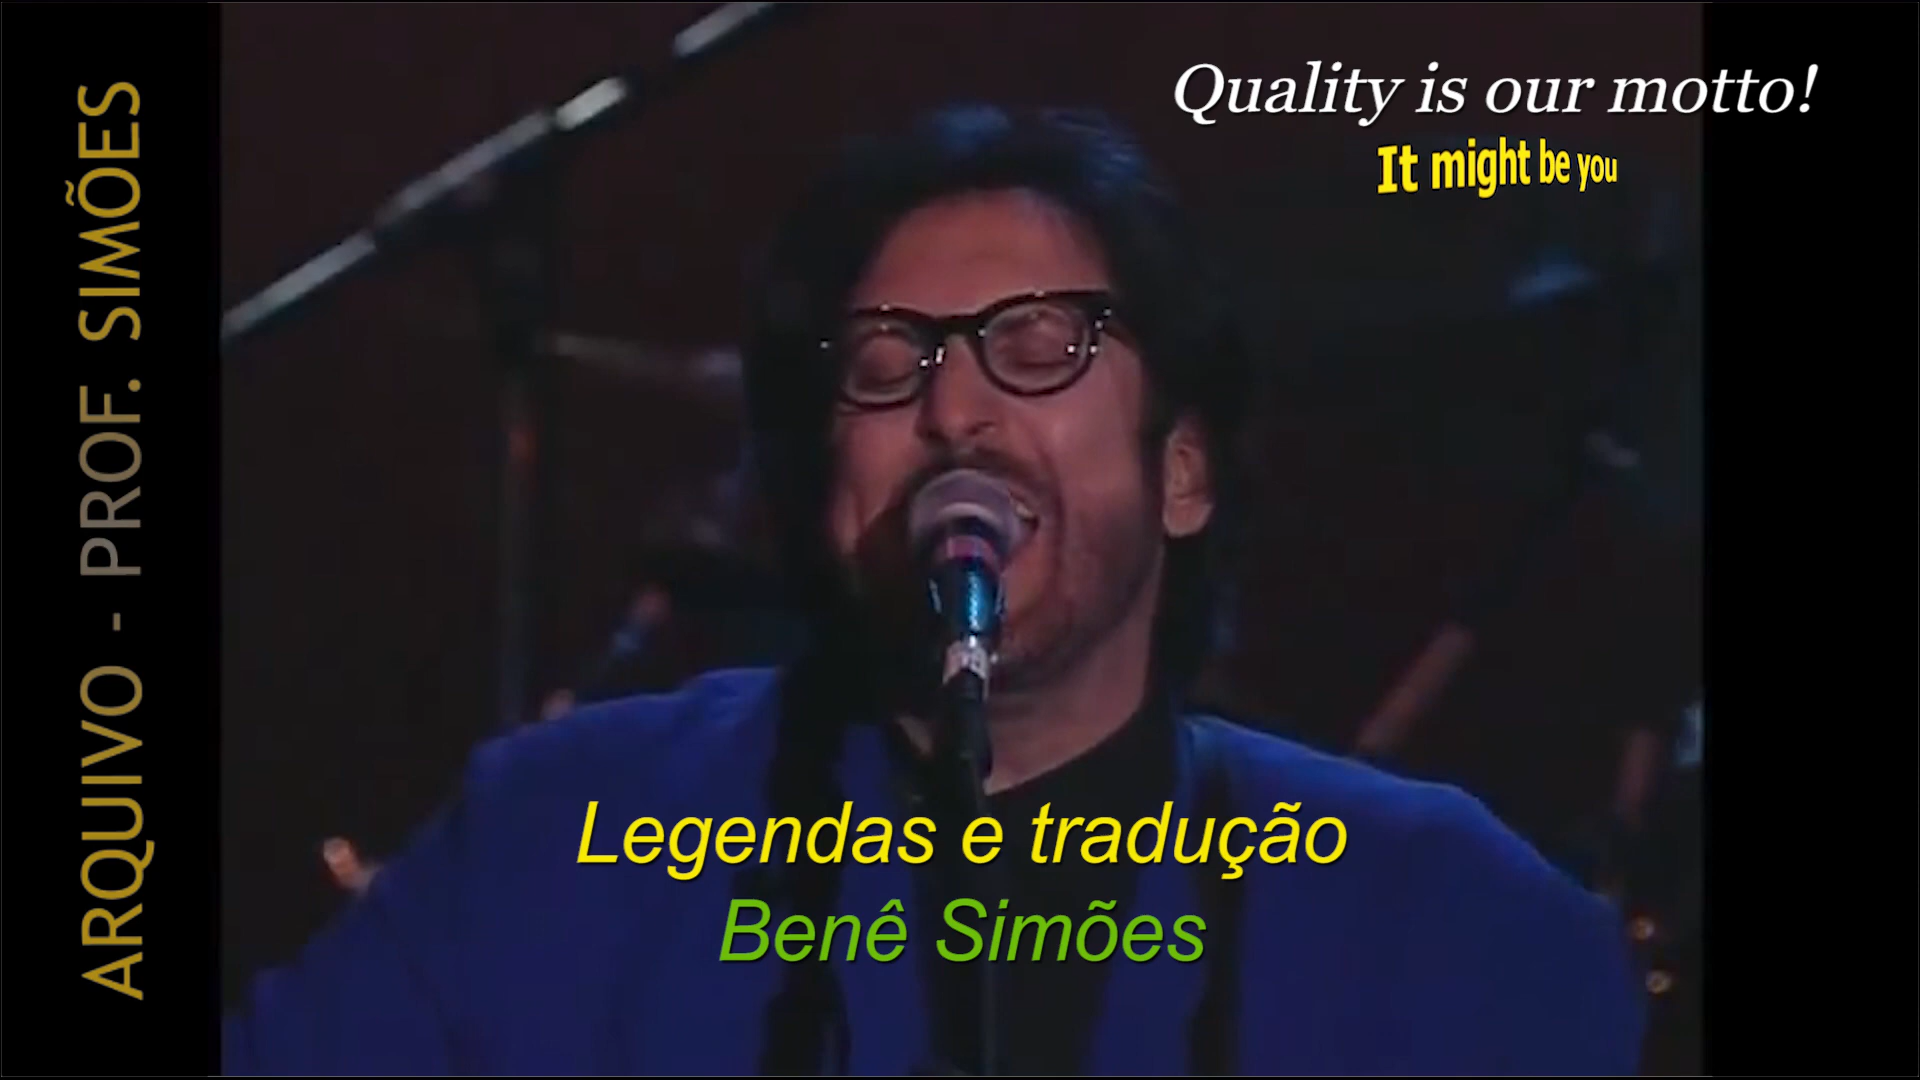 ARQUIVO - PROF. SIMÕES
Quality is our motto!
It might be you
Legendas e tradução
Benê Simões